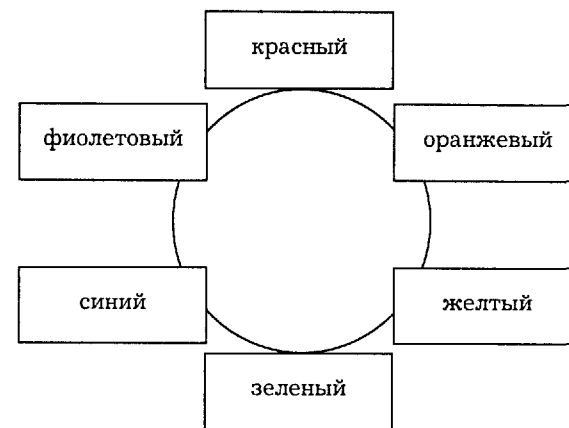 красный
фиолетовый
оранжевый
синий
желтый
зеленый